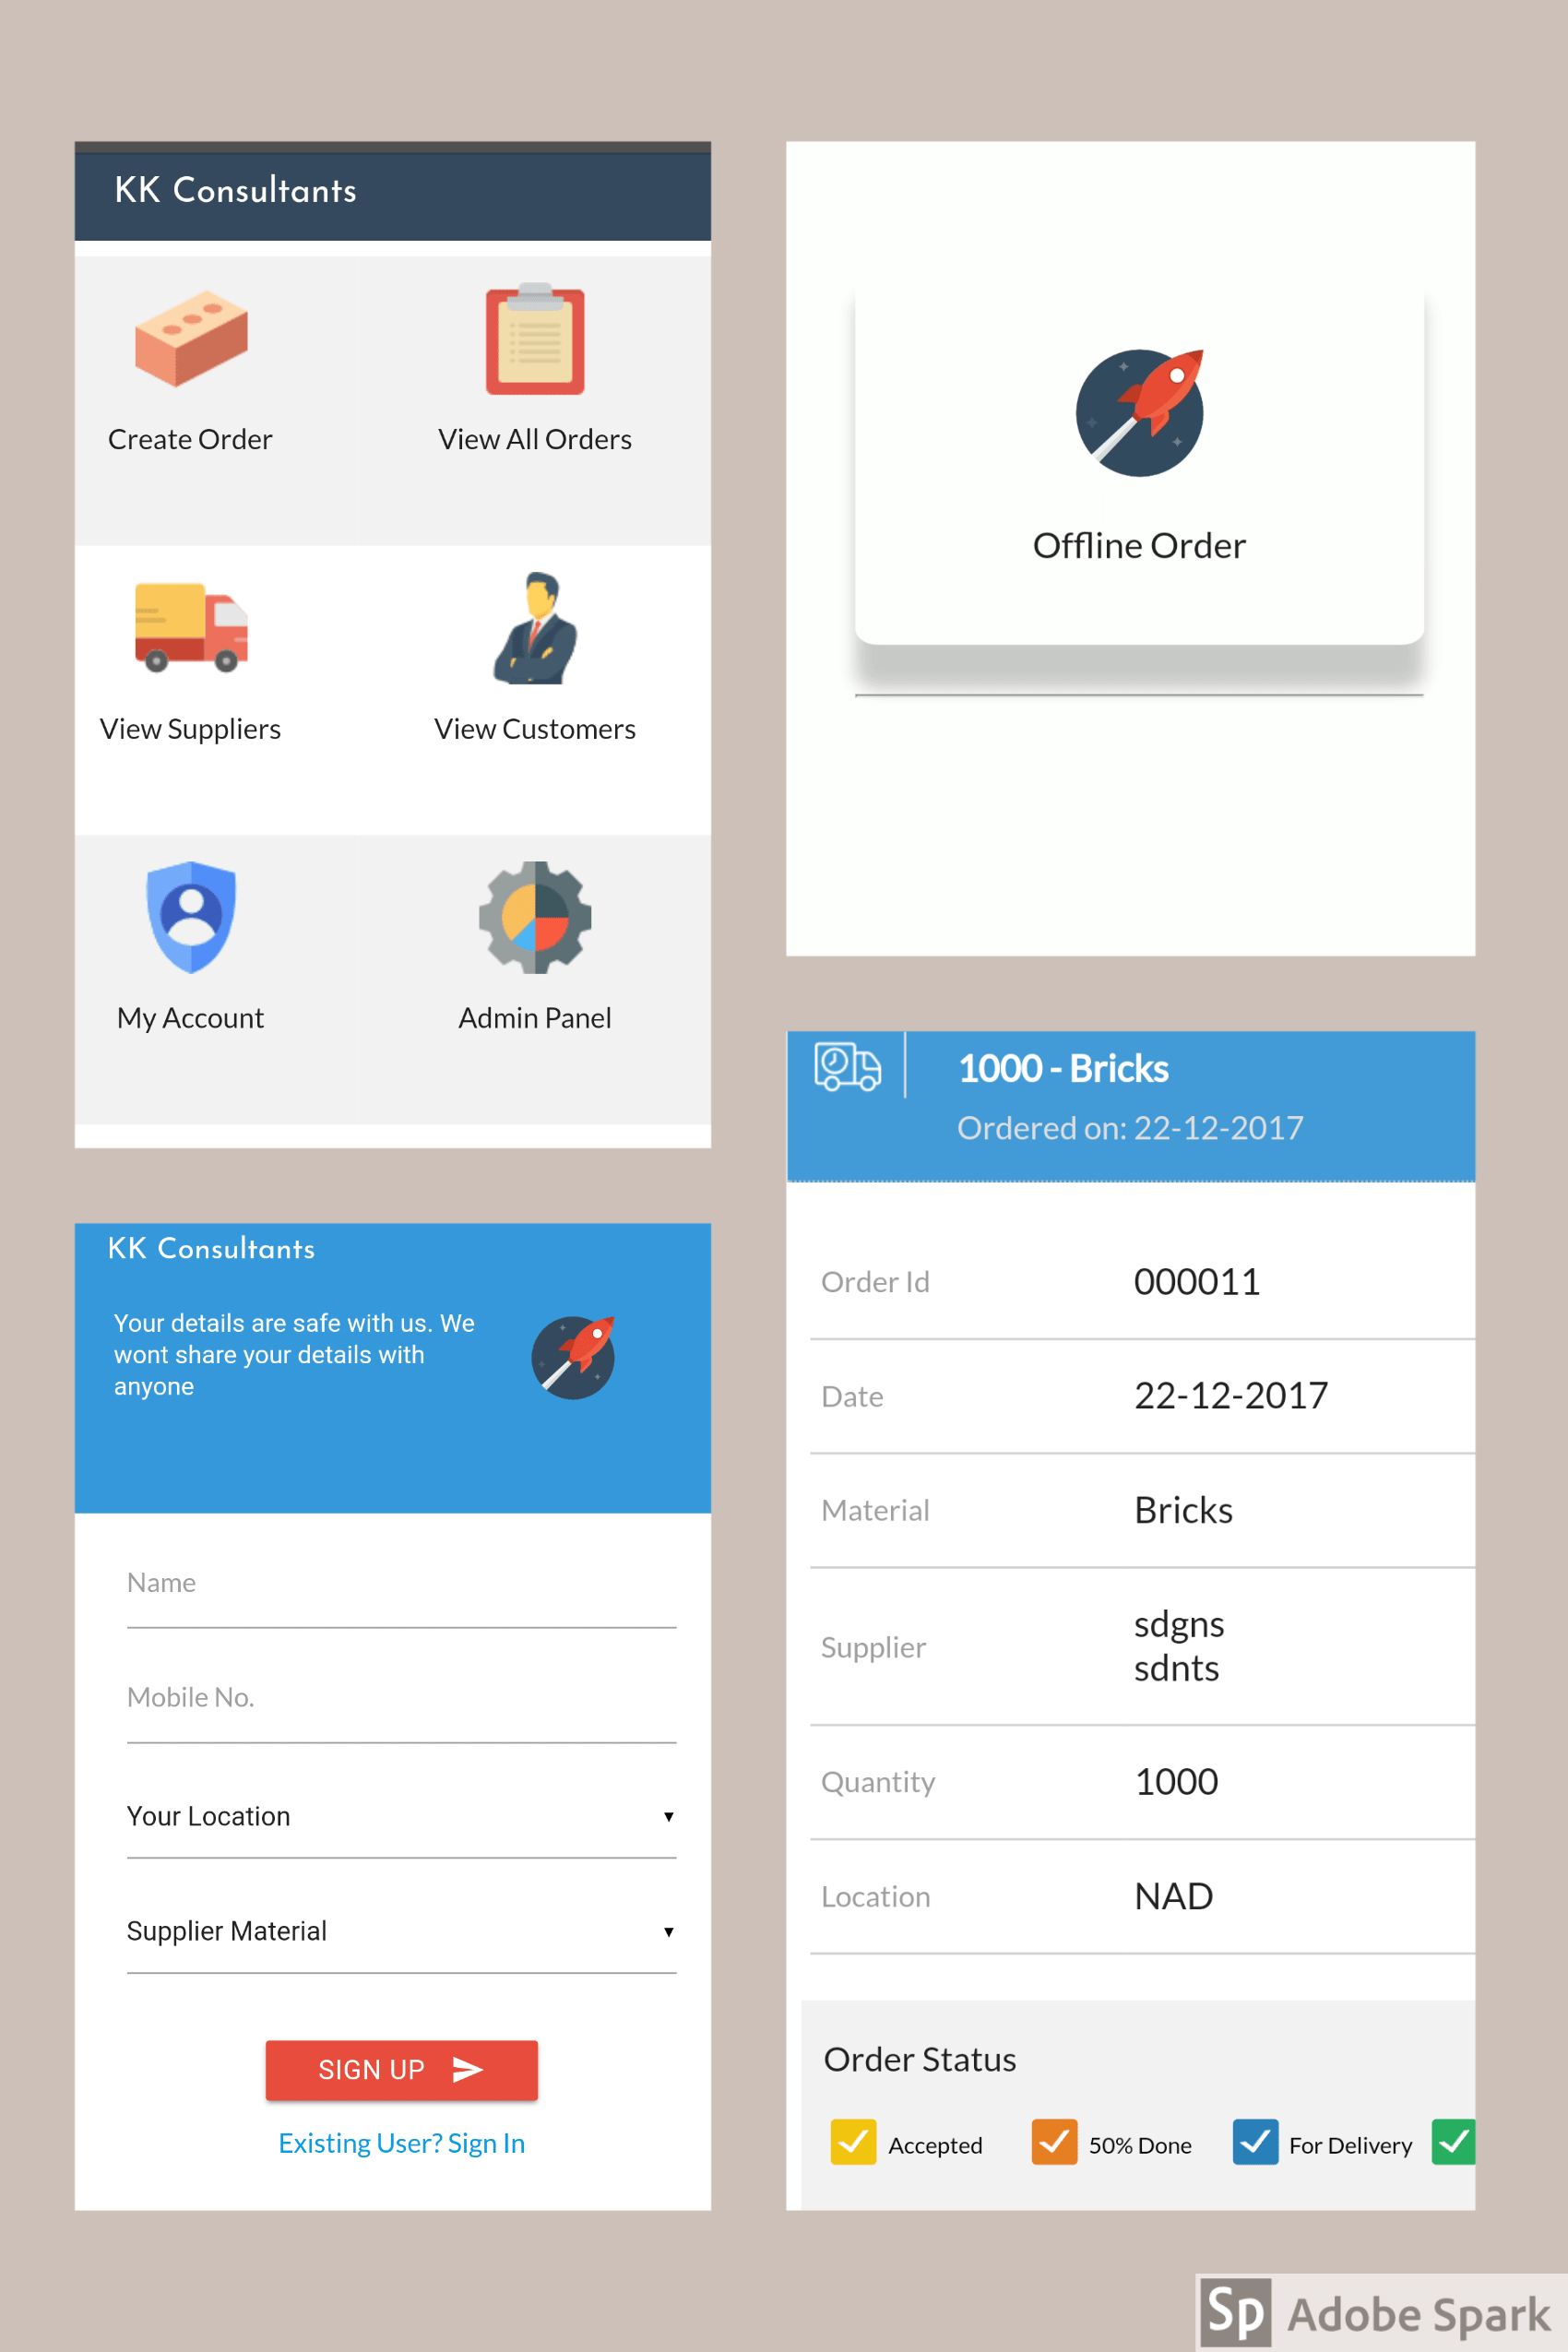 KK Consultants
Create Order
View All Orders
View Suppliers
View Customers
My Account
Admin Panel
Offline Order
KK Consultants
Your details are safe with us. We
wont share your details with
anyone
Name
Mobile No.
Your Location
Supplier Material
SIGN UP
Existing User? Sign In
1000 - Bricks
Ordered on: 22-12-2017
Order Id 000011
Date 22-12-2017
Material Bricks
Supplier sdgns
sdnts
Quantity 1000
Location NAD
Order Status
Accepted 50% Done For Delivery
Sp Adobe Spark